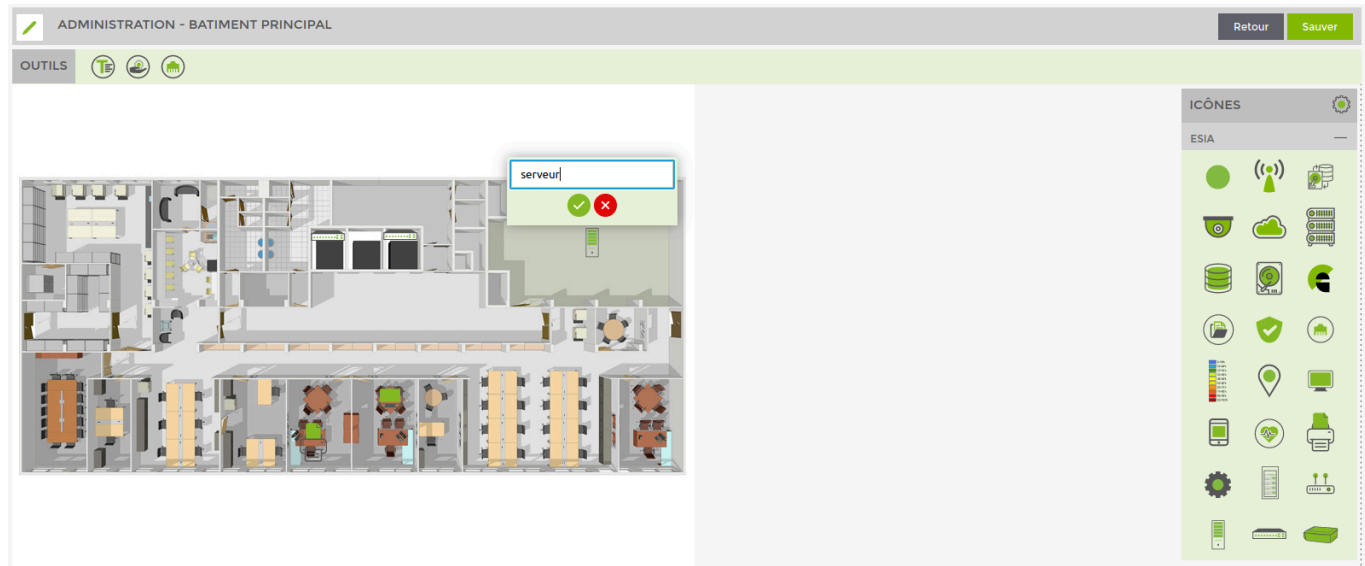 ADMINISTRATION - BATIMENT PRINCIPAL
Retour
Sauver
OUTILS
ICÔNES
ESIA
serveur